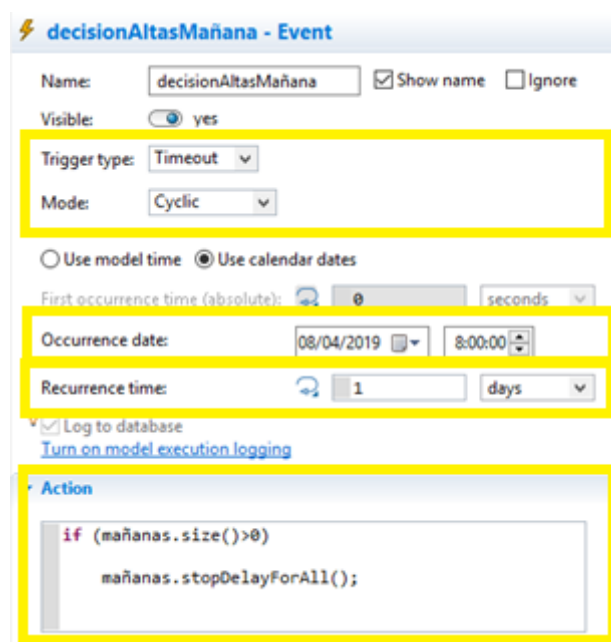 decisionAltasMañana - Event
Name: decisionAltasMañana Show name Ignore
Visible: yes
Trigger type: Timeout
Mode: Cyclic
Use model time Use calendar dates
First occurrence time (absolute): 0 seconds
Occurrence date: 08/04/2019 8:00:00
Recurrence time: 1 days
Log to database
Turn on model execution logging
Action
if (mañanas.size()>0)
mañanas.stopDelayForAll();